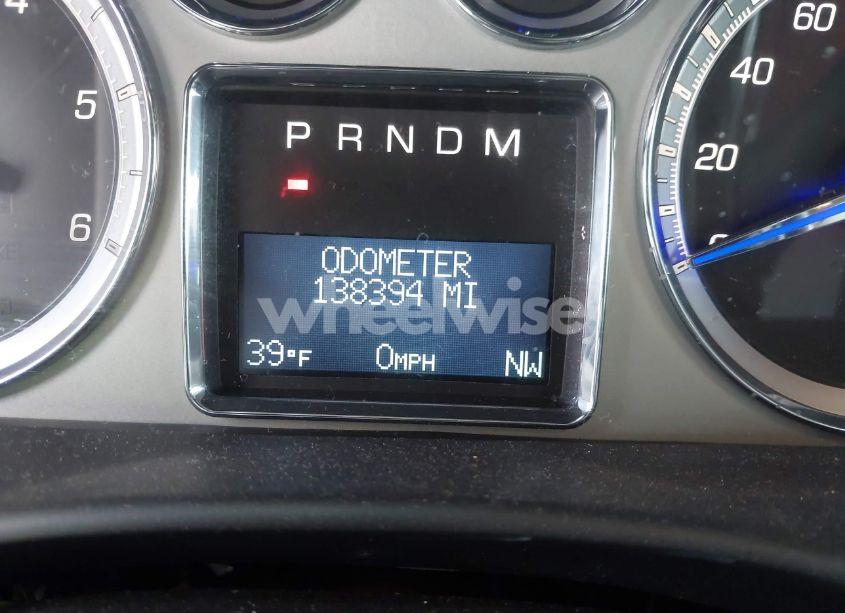 4
5
6
60
40
20
P R N D M
ODOMETER
138394 MI
wheelwise
39°F 0MPH NW